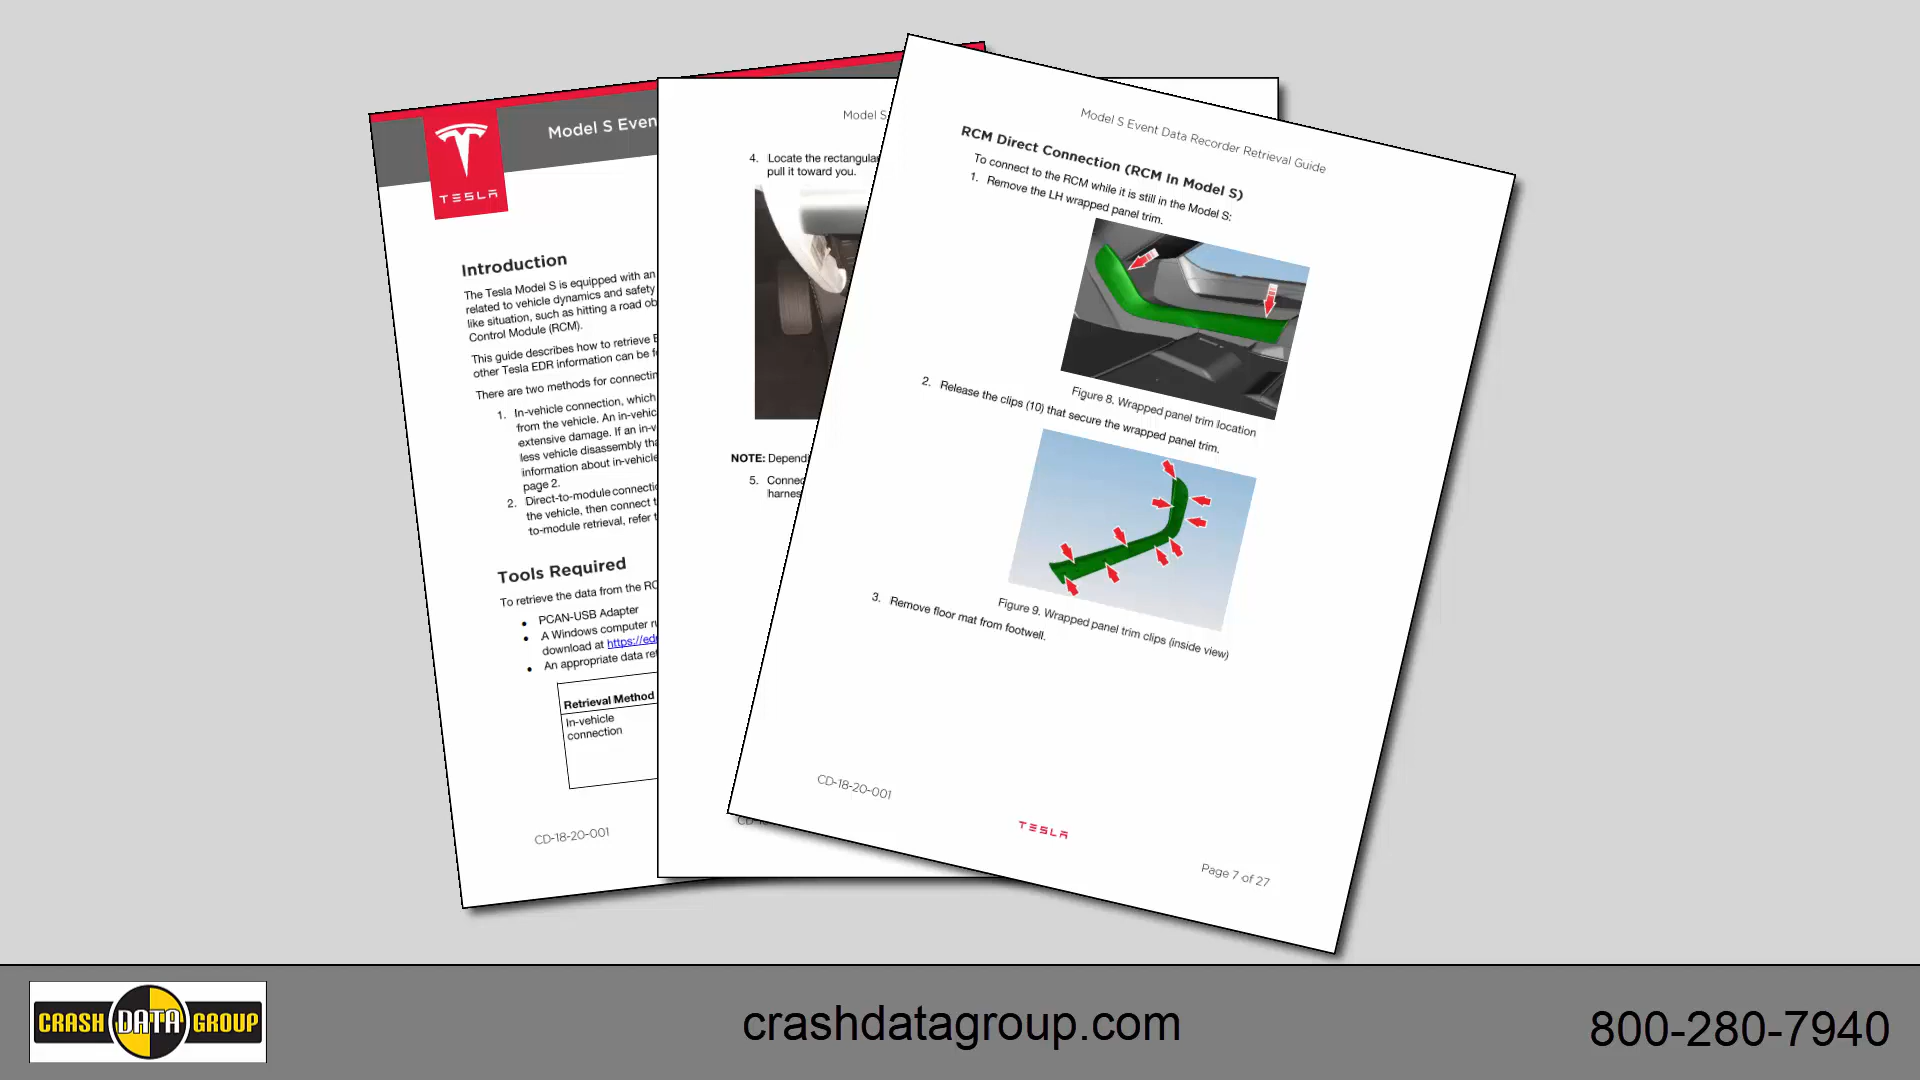 TESLA
Model S Even
Introduction
The Tesla Model S is equipped with an
related to vehicle dynamics and safety
like situation, such as hitting a road ob
Control Module (RCM).
This guide describes how to retrieve E
other Tesla EDR information can be f
There are two methods for connectin
1. In-vehicle connection, which
from the vehicle. An in-vehic
extensive damage. If an in-v
less vehicle disassembly tha
information about in-vehicle
page 2.
2. Direct-to-module connectio
the vehicle, then connect t
to-module retrieval, refer t
Tools Required
To retrieve the data from the RC
• PCAN-USB Adapter
• A Windows computer ru
download at https://edr
• An appropriate data ret
Retrieval Method
In-vehicle
connection
CD-18-20-001
Model S
4. Locate the rectangular
pull it toward you.
NOTE: Dependi
5. Connec
harnes
Model S Event Data Recorder Retrieval Guide
RCM Direct Connection (RCM In Model S)
To connect to the RCM while it is still in the Model S:
1. Remove the LH wrapped panel trim.
Figure 8. Wrapped panel trim location
2. Release the clips (10) that secure the wrapped panel trim.
Figure 9. Wrapped panel trim clips (inside view)
3. Remove floor mat from footwell.
CD-18-20-001
TESLA
Page 7 of 27
CRASH DATA GROUP
crashdatagroup.com
800-280-7940